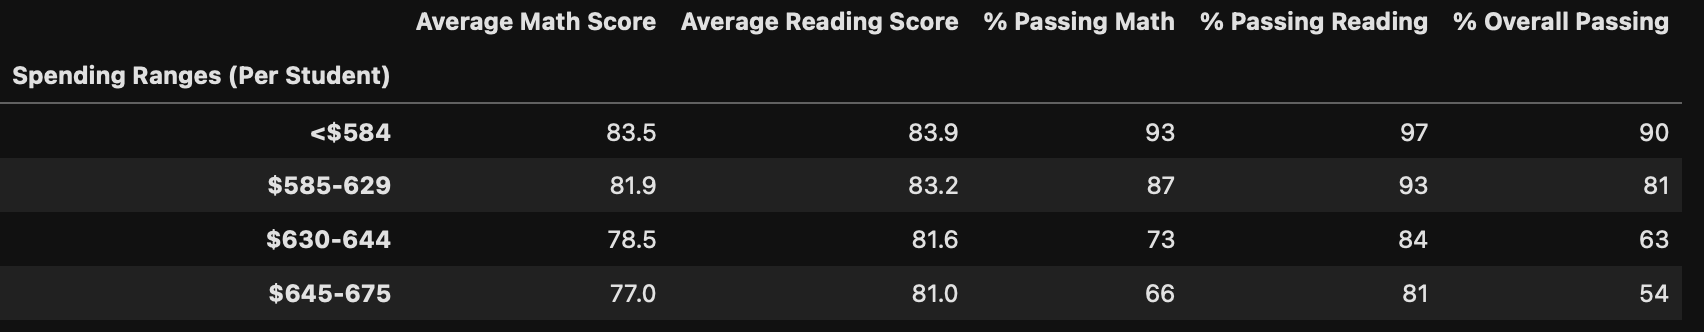 Average Math Score Average Reading Score % Passing Math % Passing Reading % Overall Passing
Spending Ranges (Per Student)
<$584 83.5 83.9 93 97 90
$585-629 81.9 83.2 87 93 81
$630-644 78.5 81.6 73 84 63
$645-675 77.0 81.0 66 81 54